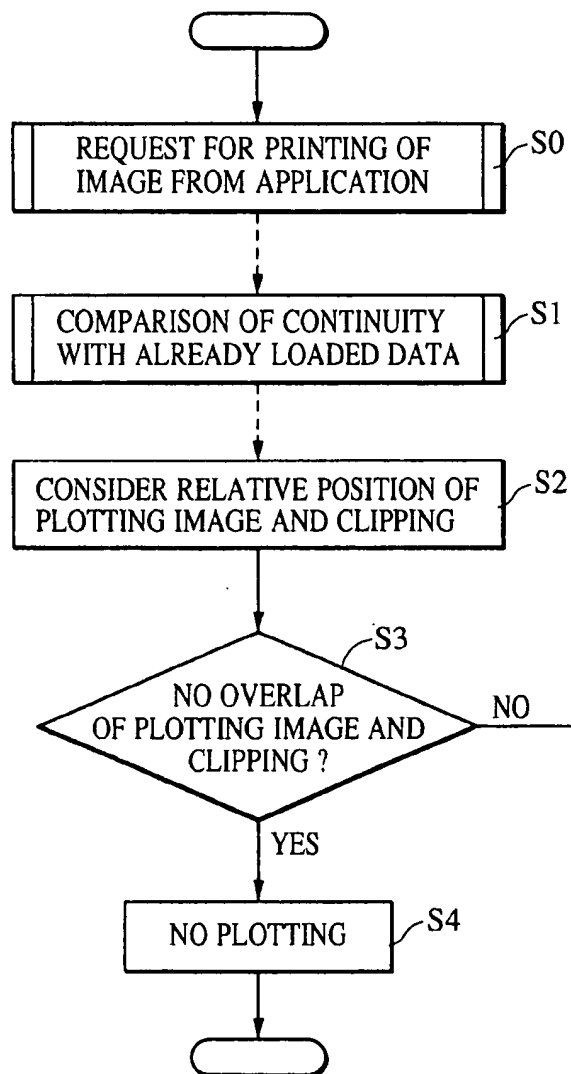 REQUEST FOR PRINTING OF
IMAGE FROM APPLICATION
S0
COMPARISON OF CONTINUITY
WITH ALREADY LOADED DATA
S1
CONSIDER RELATIVE POSITION OF
PLOTTING IMAGE AND CLIPPING
S2
S3
NO OVERLAP
OF PLOTTING IMAGE AND
CLIPPING ?
NO
YES
NO PLOTTING
S4